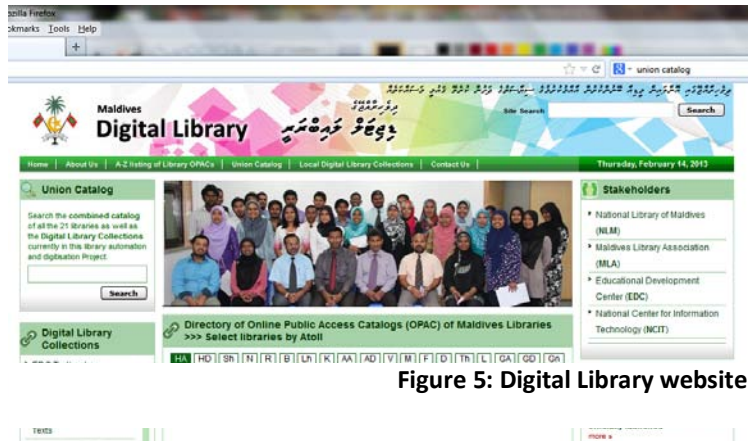 zilla Firefox
okmarks Tools Help
union catalog
Maldives
Digital Library
ދިވެހިރާއްޖޭގެ
ޑިޖިޓަލް ލައިބްރަރީ
Site Search
Search
Home | About Us | A-Z listing of Library OPACs | Union Catalog | Local Digital Library Collections | Contact Us |
Thursday, February 14, 2013
Union Catalog
Search the combined catalog
of all the 21 libraries as well as
the Digital Library Collections
currently in this library automation
and digitisation Project.
Search
Digital Library
Collections
Directory of Online Public Access Catalogs (OPAC) of Maldives Libraries
>>> Select libraries by Atoll
HA HD Sh N R B Lh K AA AD V M F D Th L GA GD Gn
Stakeholders
National Library of Maldives
(NLM)
Maldives Library Association
(MLA)
Educational Development
Center (EDC)
National Center for Information
Technology (NCIT)
Figure 5: Digital Library website
Texts
more »